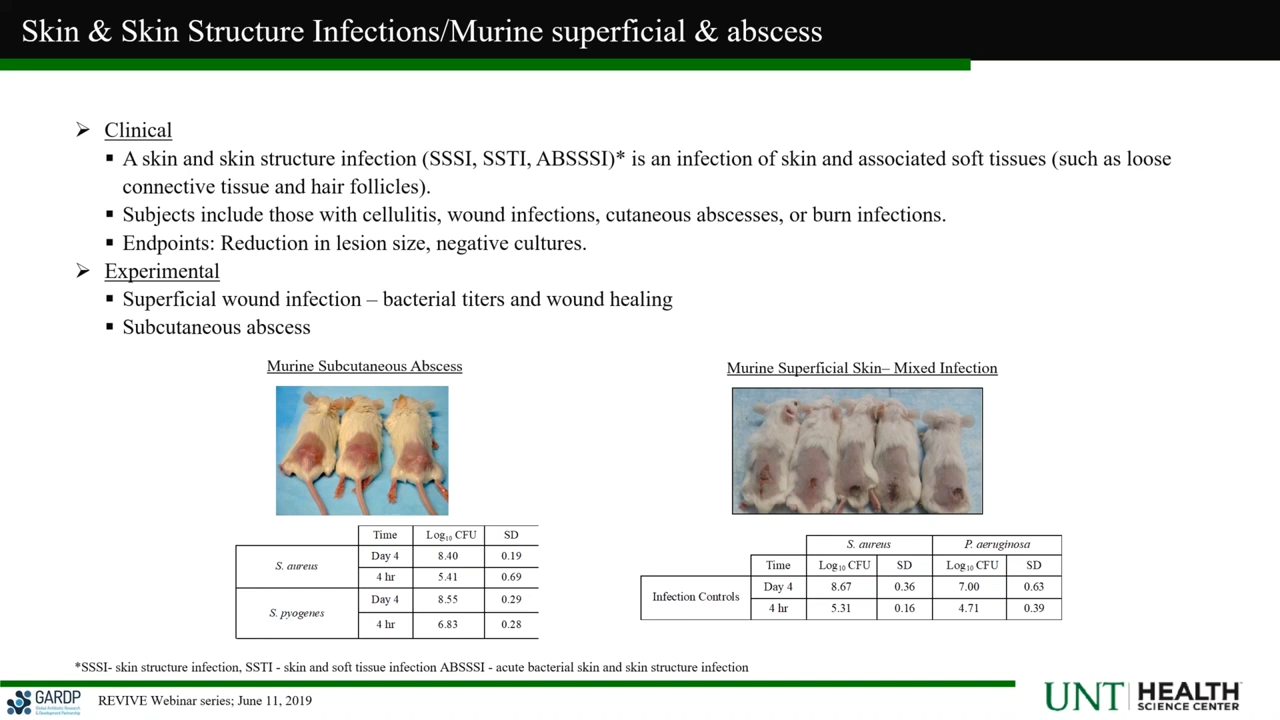 Skin & Skin Structure Infections/Murine superficial & abscess
➢ Clinical
▪ A skin and skin structure infection (SSSI, SSTI, ABSSSI)* is an infection of skin and associated soft tissues (such as loose
connective tissue and hair follicles).
▪ Subjects include those with cellulitis, wound infections, cutaneous abscesses, or burn infections.
▪ Endpoints: Reduction in lesion size, negative cultures.
➢ Experimental
▪ Superficial wound infection – bacterial titers and wound healing
▪ Subcutaneous abscess
Murine Subcutaneous Abscess
Time Log10 CFU SD
S. aureus
Day 4 8.40 0.19
4 hr 5.41 0.69
S. pyogenes
Day 4 8.55 0.29
4 hr 6.83 0.28
Murine Superficial Skin– Mixed Infection
S. aureus P. aeruginosa
Time Log10 CFU SD Log10 CFU SD
Infection Controls
Day 4 8.67 0.36 7.00 0.63
4 hr 5.31 0.16 4.71 0.39
*SSSI- skin structure infection, SSTI - skin and soft tissue infection ABSSSI - acute bacterial skin and skin structure infection
GARDP
Global Antibiotic Research
& Development Partnership
REVIVE Webinar series; June 11, 2019
UNT HEALTH
SCIENCE CENTER